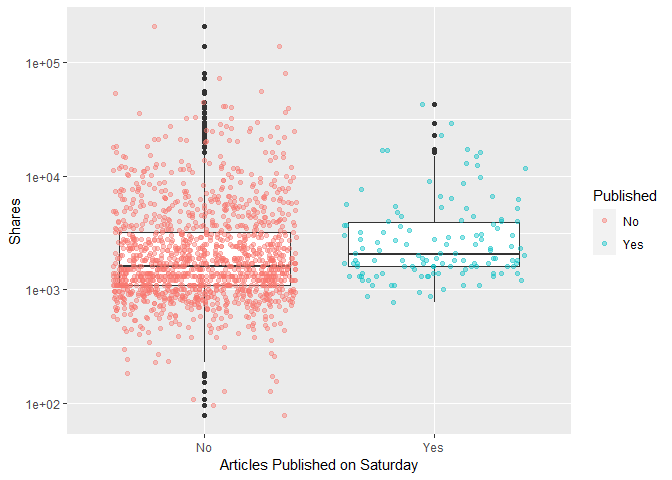 1e+05
1e+04
1e+03
1e+02
Shares
No
Yes
Articles Published on Saturday
Published
No
Yes